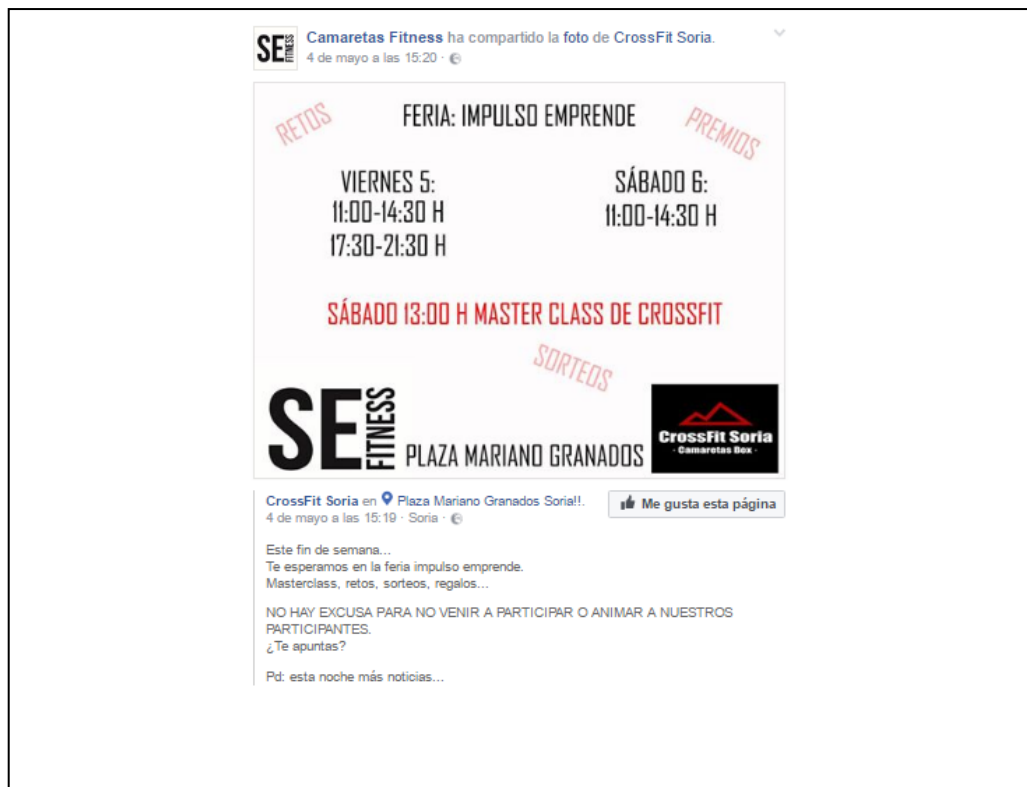 SE FITNESS
Camaretas Fitness ha compartido la foto de CrossFit Soria.
4 de mayo a las 15:20 ·
RETOS
FERIA: IMPULSO EMPRENDE
PREMIOS
VIERNES 5:
11:00-14:30 H
17:30-21:30 H
SÁBADO 6:
11:00-14:30 H
SÁBADO 13:00 H MASTER CLASS DE CROSSFIT
SORTEOS
SE FITNESS
PLAZA MARIANO GRANADOS
CrossFit Soria
· Camaretas Box ·
CrossFit Soria en Plaza Mariano Granados Soria!!.
4 de mayo a las 15:19 · Soria ·
Me gusta esta página
Este fin de semana...
Te esperamos en la feria impulso emprende.
Masterclass, retos, sorteos, regalos...
NO HAY EXCUSA PARA NO VENIR A PARTICIPAR O ANIMAR A NUESTROS
PARTICIPANTES.
¿Te apuntas?
Pd: esta noche más noticias...